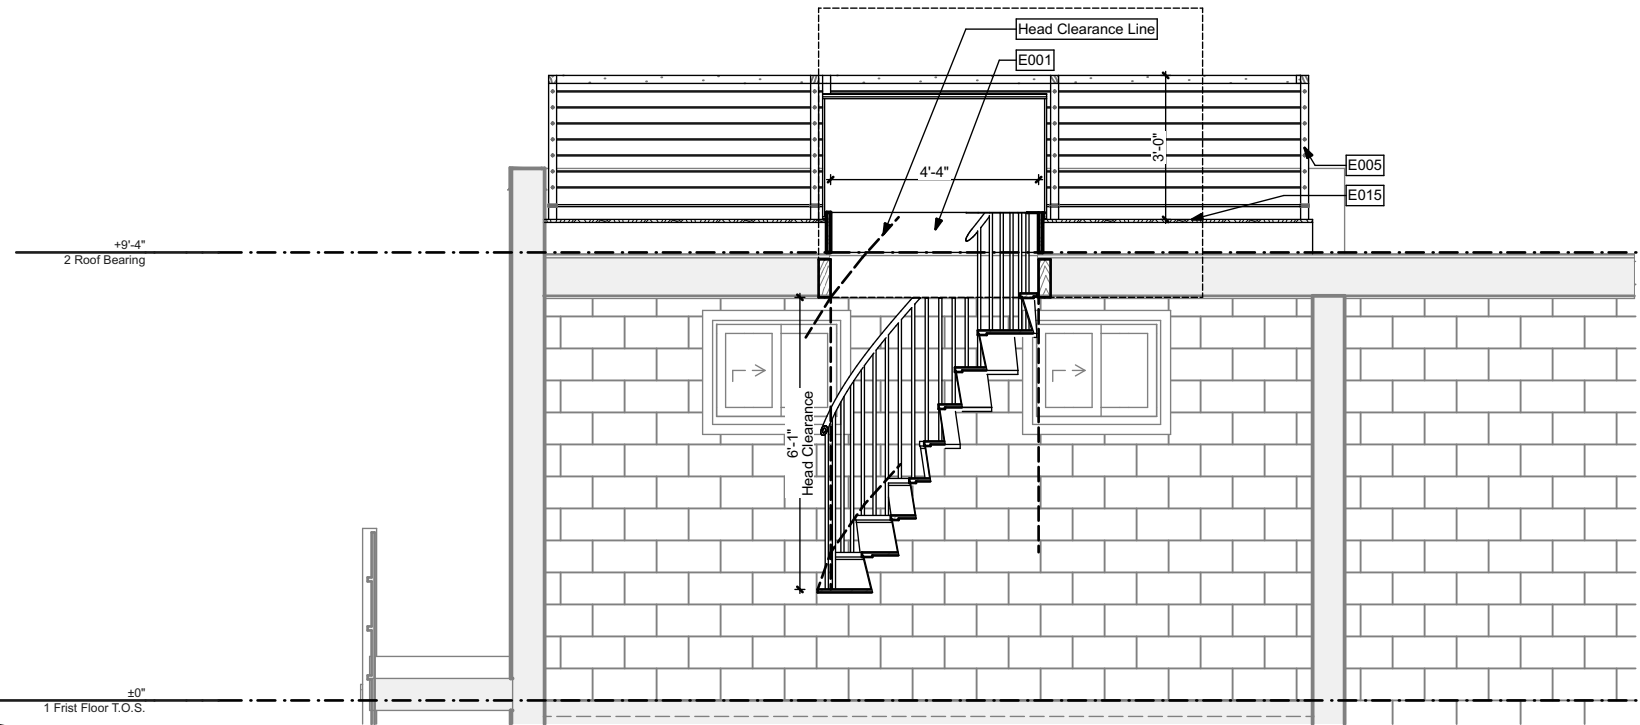 Head Clearance Line
E001
3'-0"
4'-4"
E005
E015
+9'-4"
2 Roof Bearing
6'-1"
Head Clearance
±0"
1 Frist Floor T.O.S.